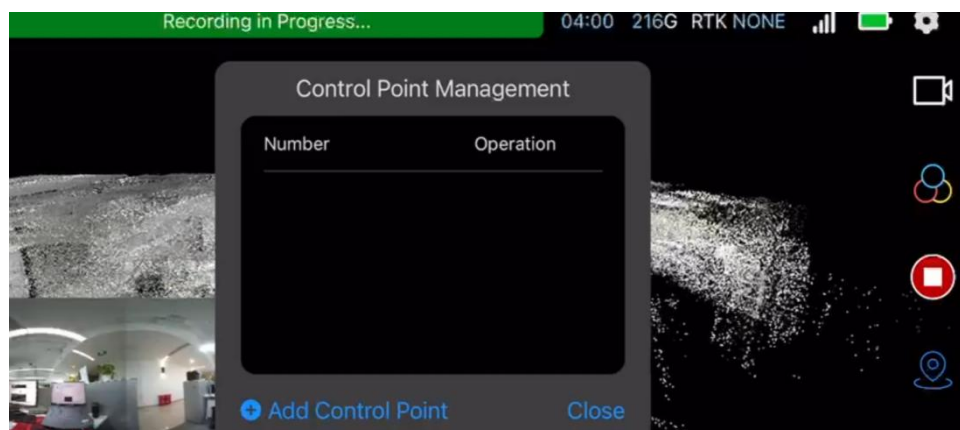 Recording in Progress... 04:00 216G RTK NONE
Control Point Management
Number Operation
Add Control Point Close